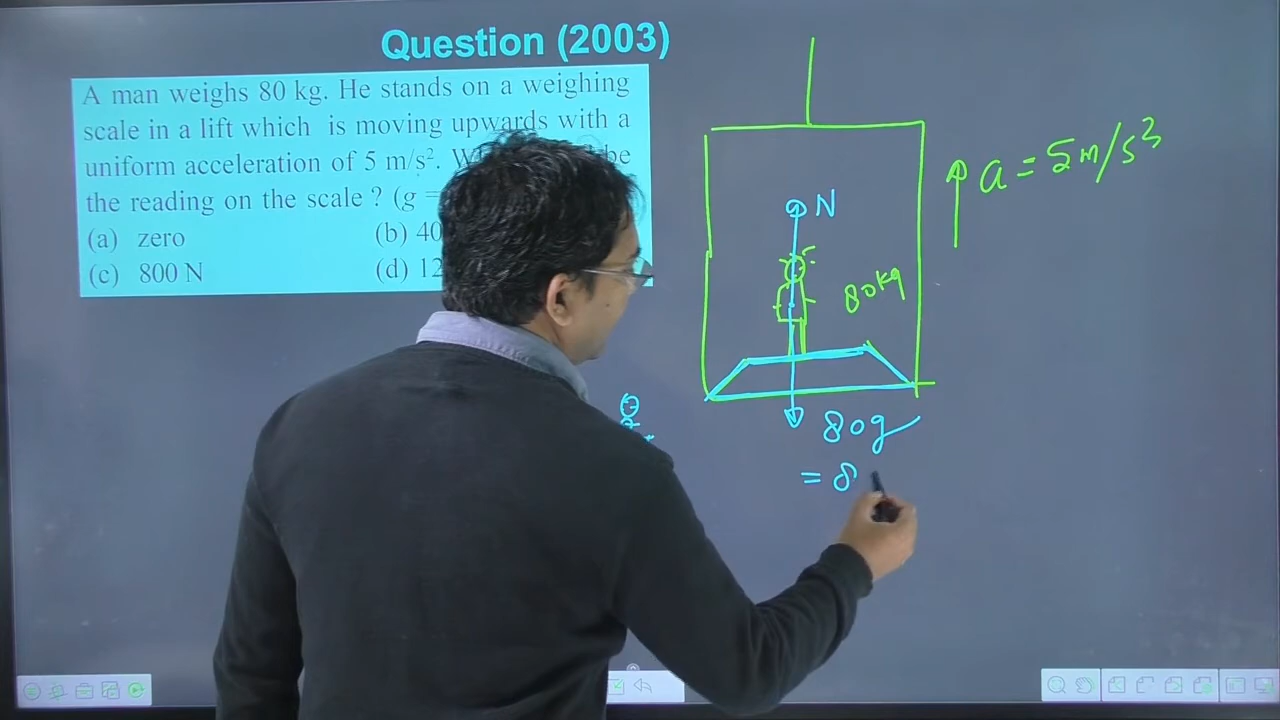 Question (2003)
A man weighs 80 kg. He stands on a weighing
scale in a lift which is moving upwards with a
uniform acceleration of 5 m/s². be
the reading on the scale ? (g =
(a) zero
(b) 40
(c) 800 N
(d) 12
a = 5m/s²
N
80kg
80g
= 8